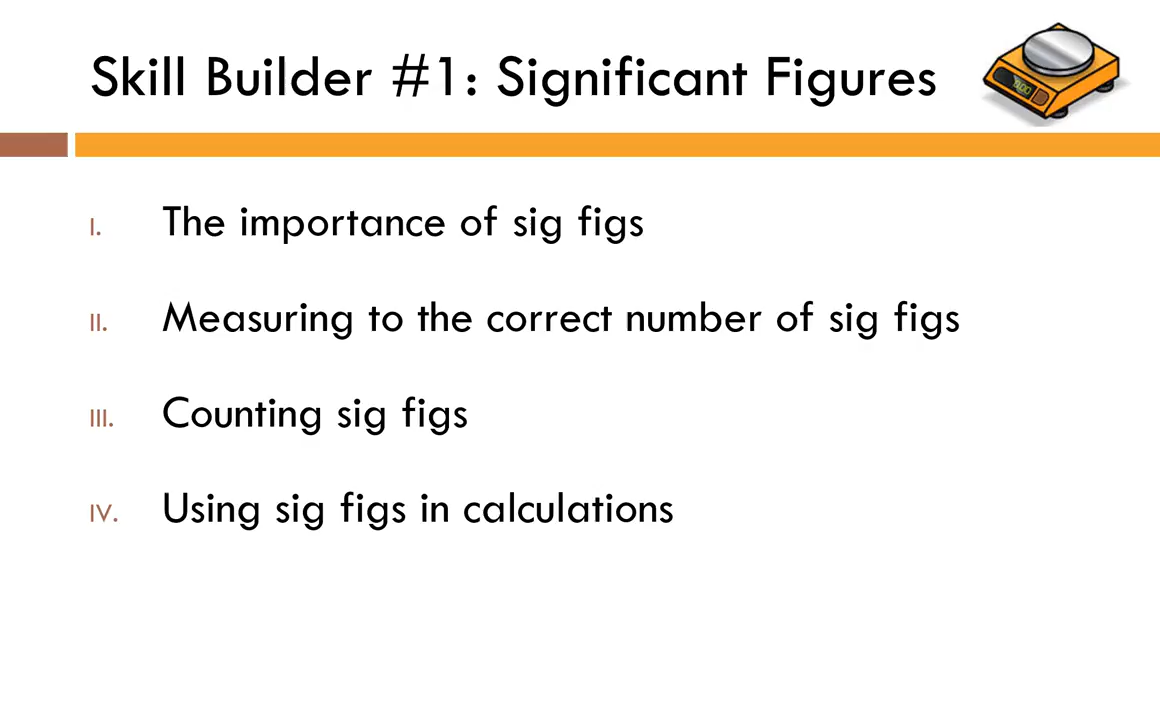 Skill Builder #1: Significant Figures
I. The importance of sig figs
II. Measuring to the correct number of sig figs
III. Counting sig figs
IV. Using sig figs in calculations